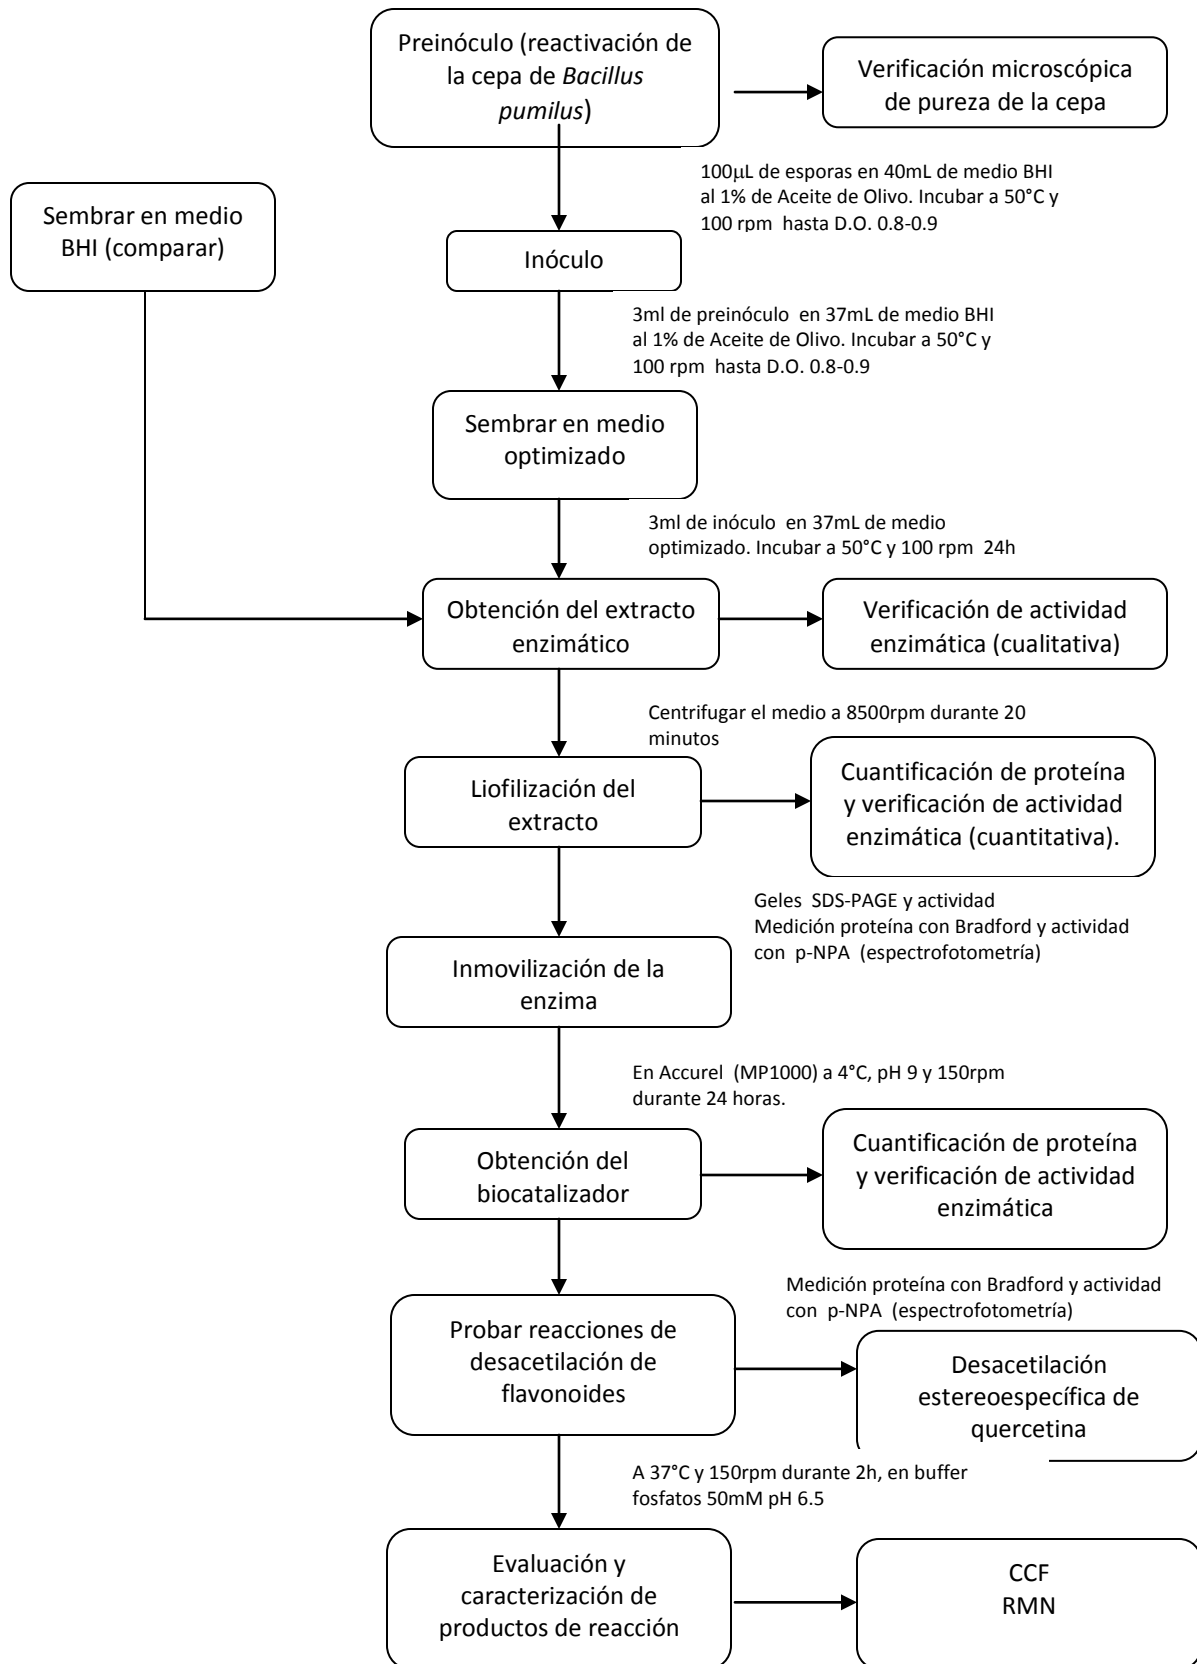 Preinóculo (reactivación de
la cepa de Bacillus
pumilus)
Verificación microscópica
de pureza de la cepa
100μL de esporas en 40mL de medio BHI
al 1% de Aceite de Olivo. Incubar a 50°C y
100 rpm hasta D.O. 0.8-0.9
Sembrar en medio
BHI (comparar)
Inóculo
3ml de preinóculo en 37mL de medio BHI
al 1% de Aceite de Olivo. Incubar a 50°C y
100 rpm hasta D.O. 0.8-0.9
Sembrar en medio
optimizado
3ml de inóculo en 37mL de medio
optimizado. Incubar a 50°C y 100 rpm 24h
Obtención del extracto
enzimático
Verificación de actividad
enzimática (cualitativa)
Centrifugar el medio a 8500rpm durante 20
minutos
Liofilización del
extracto
Cuantificación de proteína
y verificación de actividad
enzimática (cuantitativa).
Geles SDS-PAGE y actividad
Medición proteína con Bradford y actividad
con p-NPA (espectrofotometría)
Inmovilización de la
enzima
En Accurel (MP1000) a 4°C, pH 9 y 150rpm
durante 24 horas.
Obtención del
biocatalizador
Cuantificación de proteína
y verificación de actividad
enzimática
Medición proteína con Bradford y actividad
con p-NPA (espectrofotometría)
Probar reacciones de
desacetilación de
flavonoides
Desacetilación
estereoespecífica de
quercetina
A 37°C y 150rpm durante 2h, en buffer
fosfatos 50mM pH 6.5
Evaluación y
caracterización de
productos de reacción
CCF
RMN